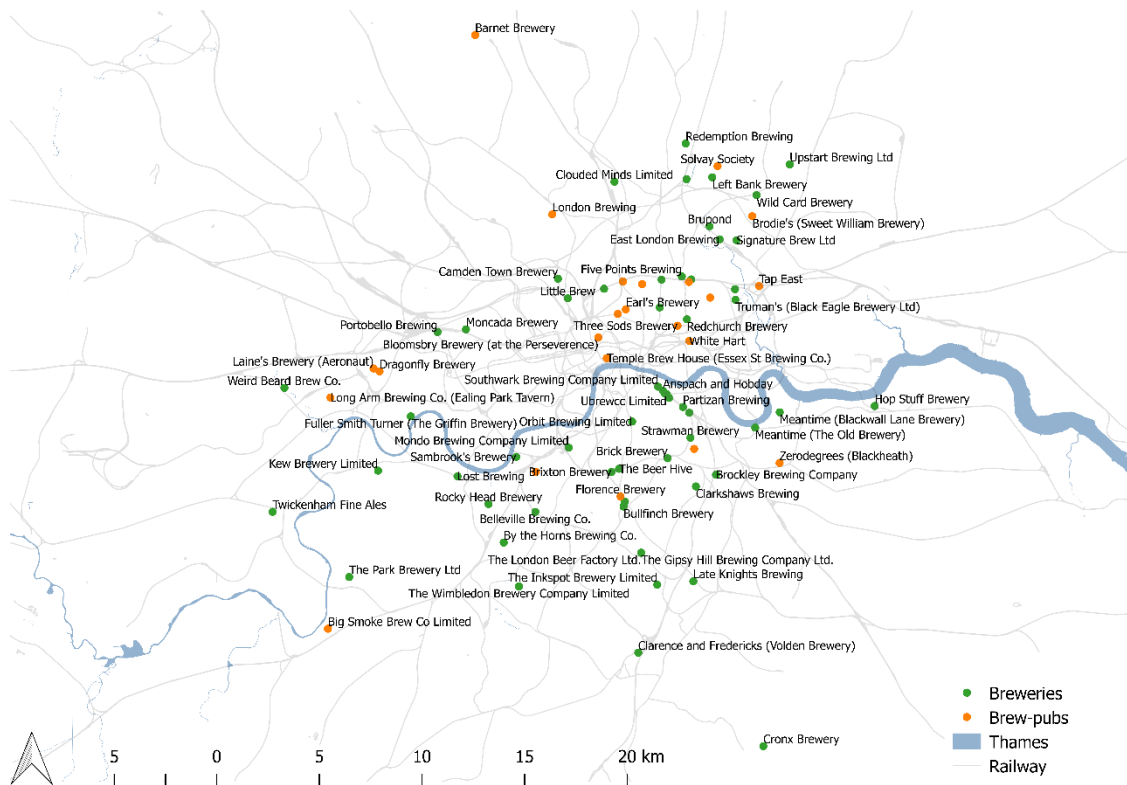 Barnet Brewery
Redemption Brewing
Solvay Society
Upstart Brewing Ltd
Clouded Minds Limited
Left Bank Brewery
Wild Card Brewery
London Brewing
Brupond
Brodie's (Sweet William Brewery)
East London Brewing
Signature Brew Ltd
Camden Town Brewery
Five Points Brewing
Tap East
Little Brew
Earl's Brewery
Truman's (Black Eagle Brewery Ltd)
Portobello Brewing
Moncada Brewery
Three Sods Brewery
Redchurch Brewery
Bloomsbry Brewery (at the Perseverence)
White Hart
Laine's Brewery (Aeronaut)
Dragonfly Brewery
Temple Brew House (Essex St Brewing Co.)
Weird Beard Brew Co.
Southwark Brewing Company Limited
Anspach and Hobday
Long Arm Brewing Co. (Ealing Park Tavern)
Ubrewcc Limited
Partizan Brewing
Hop Stuff Brewery
Fuller Smith Turner (The Griffin Brewery)
Orbit Brewing Limited
Meantime (Blackwall Lane Brewery)
Strawman Brewery
Meantime (The Old Brewery)
Mondo Brewing Company Limited
Sambrook's Brewery
Brick Brewery
Zerodegrees (Blackheath)
Kew Brewery Limited
Lost Brewing
Brixton Brewery
The Beer Hive
Brockley Brewing Company
Rocky Head Brewery
Florence Brewery
Clarkshaws Brewing
Twickenham Fine Ales
Belleville Brewing Co.
Bullfinch Brewery
By the Horns Brewing Co.
The London Beer Factory Ltd.
The Gipsy Hill Brewing Company Ltd.
The Park Brewery Ltd
The Inkspot Brewery Limited
Late Knights Brewing
The Wimbledon Brewery Company Limited
Big Smoke Brew Co Limited
Clarence and Fredericks (Volden Brewery)
Cronx Brewery
Breweries
Brew-pubs
Thames
Railway
5 0 5 10 15 20 km